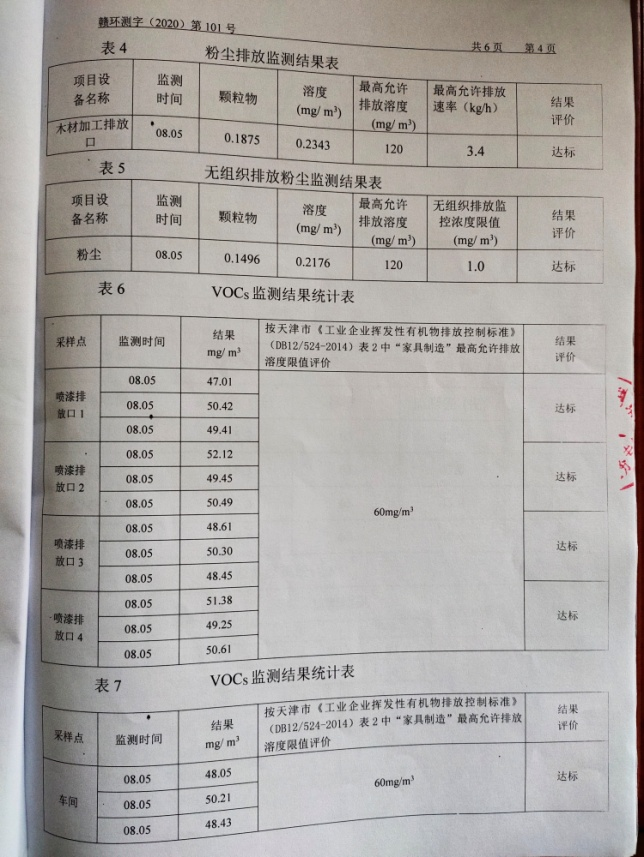 赣环测字（2020）第 101 号
共 6 页 第 4 页
表 4 粉尘排放监测结果表
项目设备名称 监测时间 颗粒物 溶度(mg/ m³) 最高允许排放溶度(mg/ m³) 最高允许排放速率（kg/h） 结果评价
木材加工排放口 08.05 0.1875 0.2343 120 3.4 达标
表 5 无组织排放粉尘监测结果表
项目设备名称 监测时间 颗粒物 溶度(mg/ m³) 最高允许排放溶度(mg/ m³) 无组织排放监控浓度限值(mg/ m³) 结果评价
粉尘 08.05 0.1496 0.2176 120 1.0 达标
表 6 VOCs 监测结果统计表
采样点 监测时间 结果 mg/ m³ 按天津市《工业企业挥发性有机物排放控制标准》（DB12/524-2014）表 2 中“家具制造”最高允许排放溶度限值评价 结果评价
喷漆排放口 1 08.05 47.01 60mg/m³ 达标
08.05 50.42
08.05 49.41
喷漆排放口 2 08.05 52.12 达标
08.05 49.45
08.05 50.49
喷漆排放口 3 08.05 48.61 达标
08.05 50.30
08.05 48.45
喷漆排放口 4 08.05 51.38 达标
08.05 49.25
08.05 50.61
表 7 VOCs 监测结果统计表
采样点 监测时间 结果 mg/ m³ 按天津市《工业企业挥发性有机物排放控制标准》（DB12/524-2014）表 2 中“家具制造”最高允许排放溶度限值评价 结果评价
车间 08.05 48.05 60mg/m³ 达标
08.05 50.21
08.05 48.43